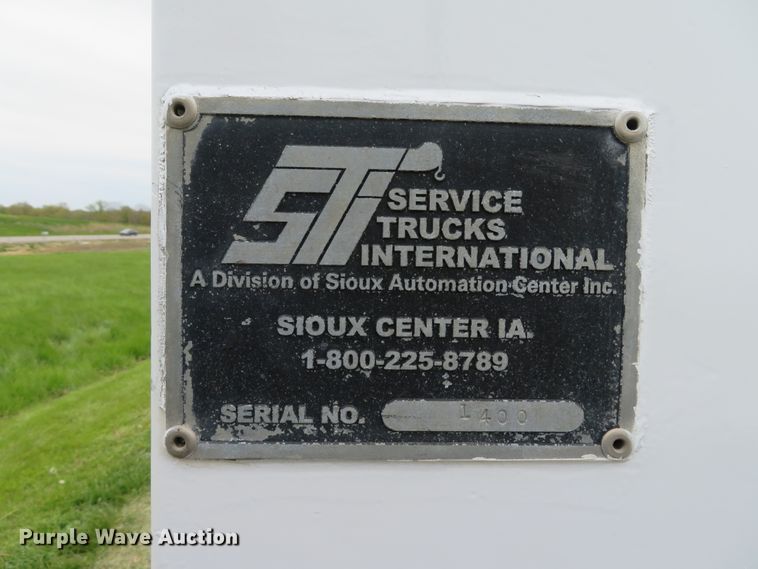 STI
SERVICE
TRUCKS
INTERNATIONAL
A Division of Sioux Automation Center Inc.
SIOUX CENTER IA.
1-800-225-8789
SERIAL NO. 1400
Purple Wave Auction